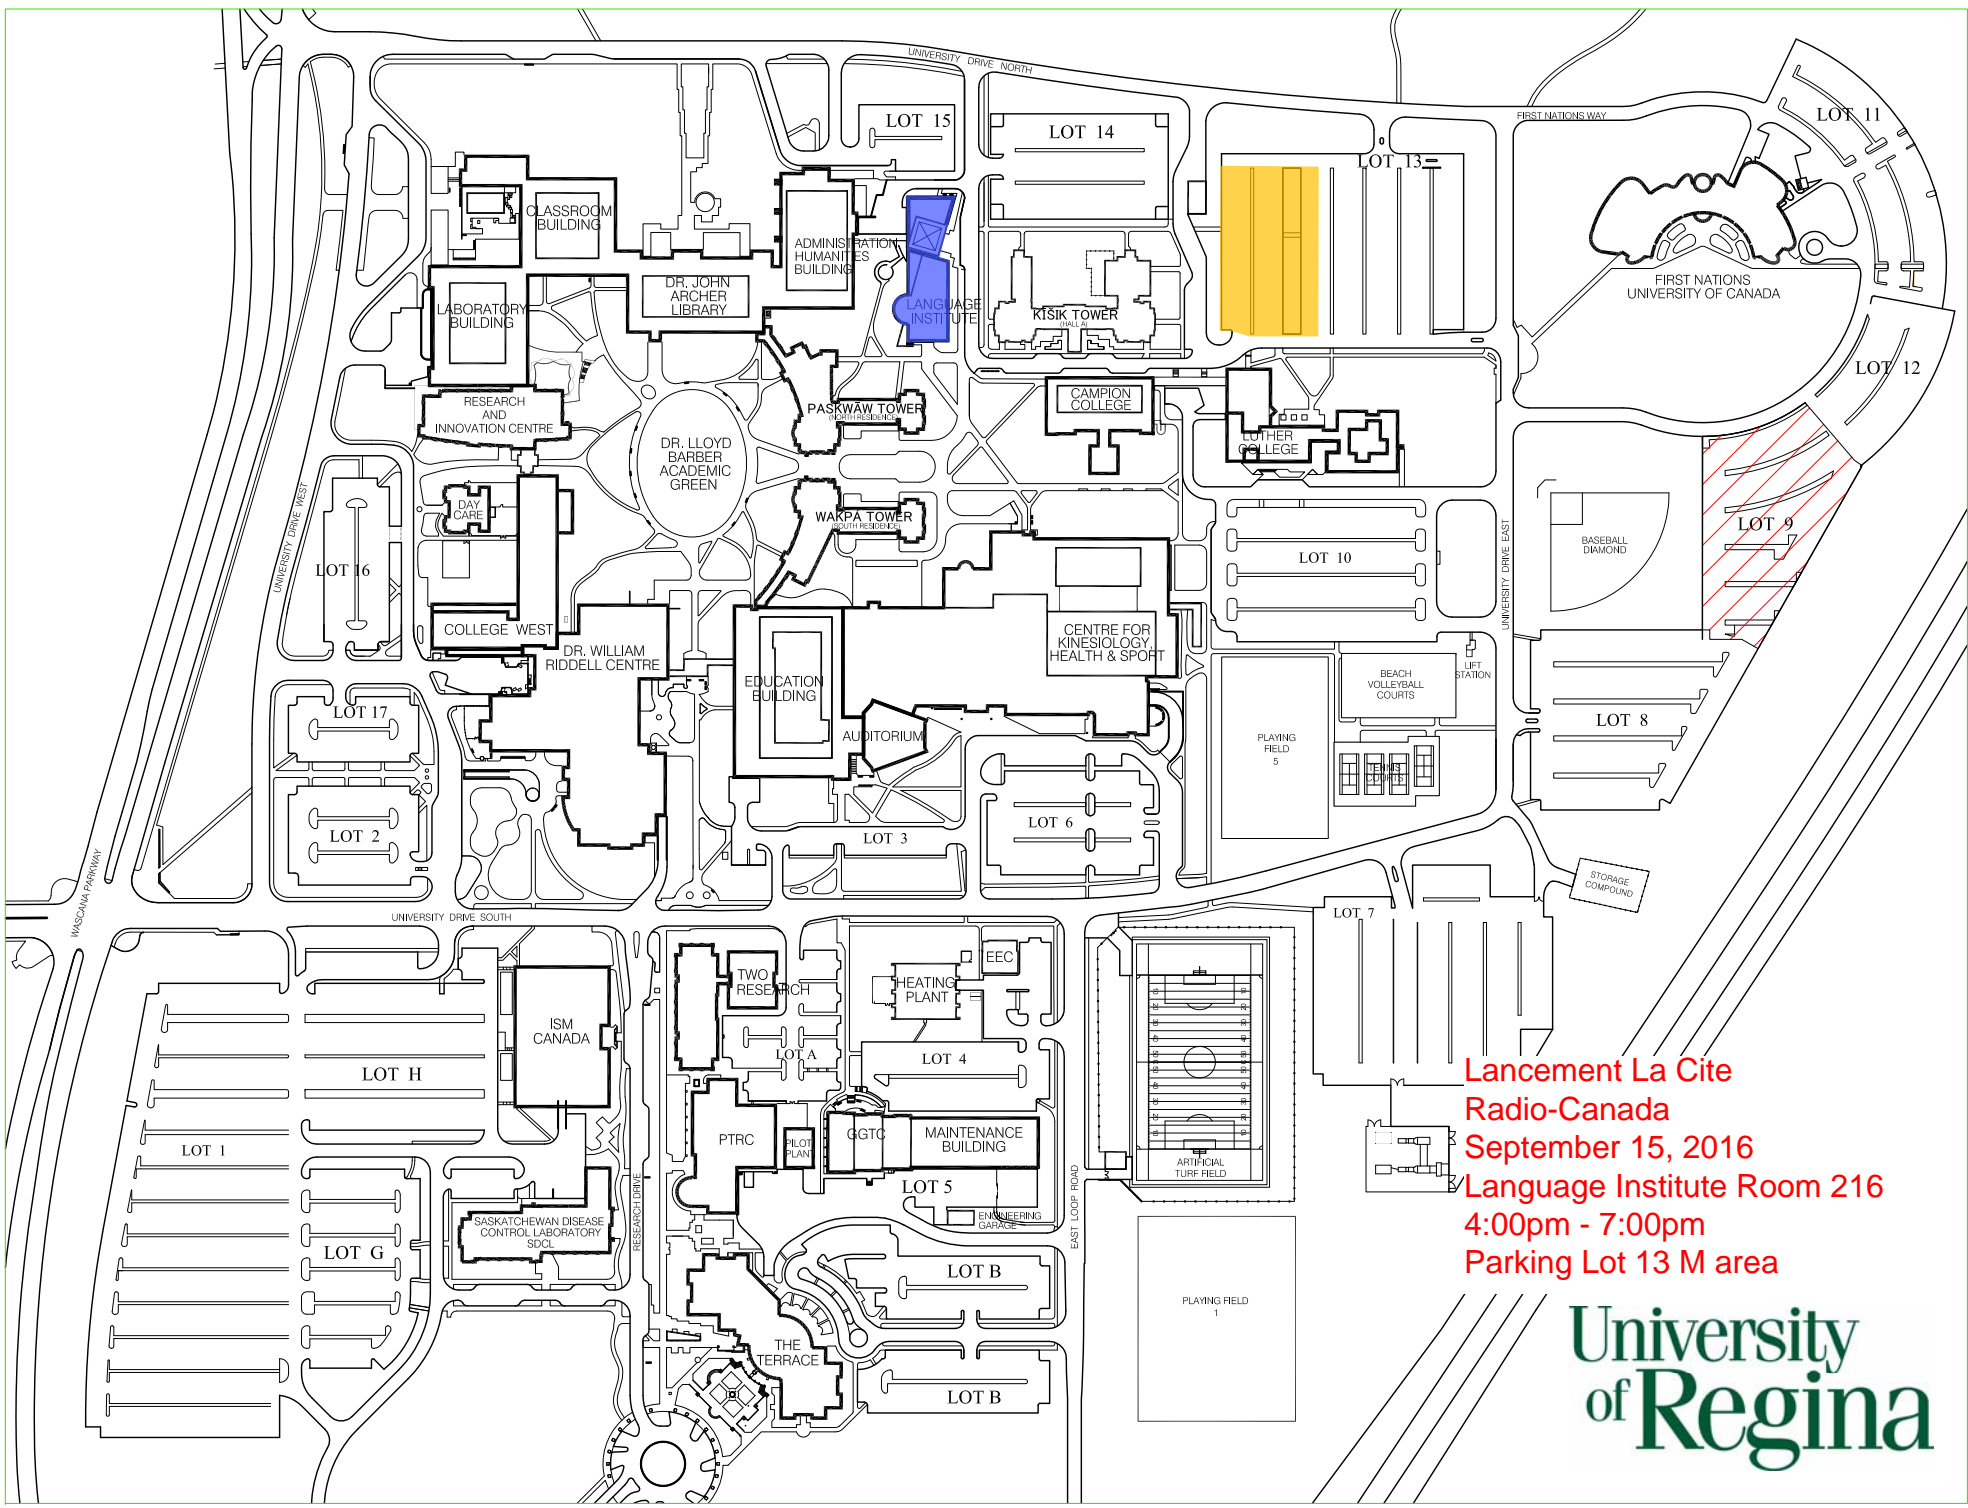 UNIVERSITY DRIVE NORTH
FIRST NATIONS WAY
LOT 11
LOT 15
LOT 14
LOT 13
CLASSROOM
BUILDING
ADMINISTRATION
HUMANITIES
BUILDING
DR. JOHN
ARCHER
LIBRARY
LABORATORY
BUILDING
LANGUAGE
INSTITUTE
KĪŠIK TOWER
(HALL A)
FIRST NATIONS
UNIVERSITY OF CANADA
LOT 12
RESEARCH
AND
INNOVATION CENTRE
PASKWĀW TOWER
(NORTH RESIDENCE)
CAMPION
COLLEGE
LUTHER
COLLEGE
DR. LLOYD
BARBER
ACADEMIC
GREEN
DAY
CARE
WAKPÁ TOWER
(SOUTH RESIDENCE)
UNIVERSITY DRIVE WEST
LOT 16
LOT 10
UNIVERSITY DRIVE EAST
BASEBALL
DIAMOND
LOT 9
COLLEGE WEST
DR. WILLIAM
RIDDELL CENTRE
CENTRE FOR
KINESIOLOGY,
HEALTH & SPORT
EDUCATION
BUILDING
AUDITORIUM
BEACH
VOLLEYBALL
COURTS
LIFT
STATION
LOT 17
LOT 8
PLAYING
FIELD
5
TENNIS
COURTS
LOT 2
LOT 3
LOT 6
WASCANA PARKWAY
STORAGE
COMPOUND
UNIVERSITY DRIVE SOUTH
LOT 7
TWO
RESEARCH
HEATING
PLANT
EEC
ISM
CANADA
LOT A
LOT 4
LOT H
LOT 1
PTRC
PILOT
PLANT
GGTC
MAINTENANCE
BUILDING
ARTIFICIAL
TURF FIELD
LOT 5
ENGINEERING
GARAGE
EAST LOOP ROAD
RESEARCH DRIVE
SASKATCHEWAN DISEASE
CONTROL LABORATORY
SDCL
LOT G
LOT B
PLAYING FIELD
1
THE
TERRACE
LOT B
Lancement La Cite
Radio-Canada
September 15, 2016
Language Institute Room 216
4:00pm - 7:00pm
Parking Lot 13 M area
University
of Regina